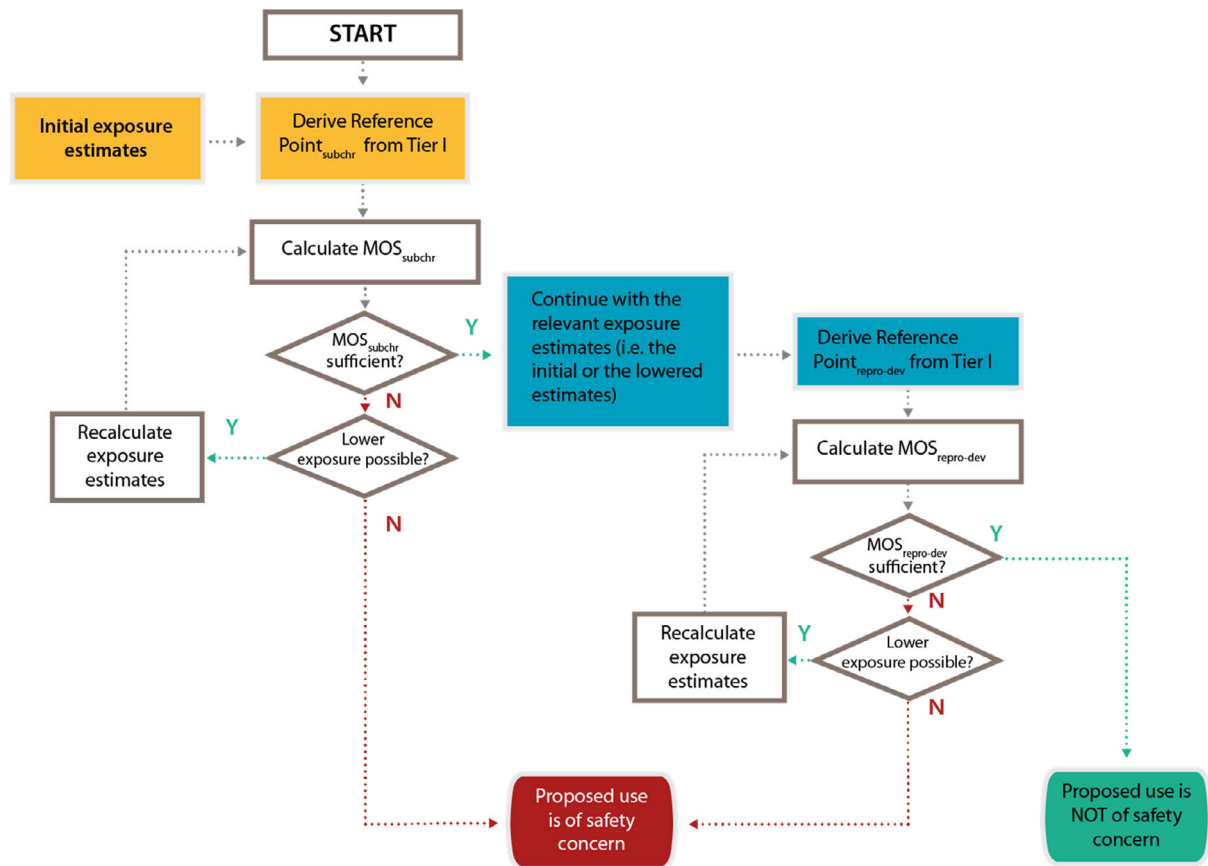 START
Initial exposure
estimates
Derive Reference
Point subchr from Tier I
Calculate MOS subchr
MOS subchr
sufficient?
Y
N
Continue with the
relevant exposure
estimates (i.e. the
initial or the lowered
estimates)
Lower
exposure possible?
Y
N
Recalculate
exposure
estimates
Derive Reference
Point repro-dev from Tier I
Calculate MOS repro-dev
MOS repro-dev
sufficient?
Y
N
Lower
exposure possible?
Y
N
Recalculate
exposure
estimates
Proposed use
is of safety
concern
Proposed use is
NOT of safety
concern